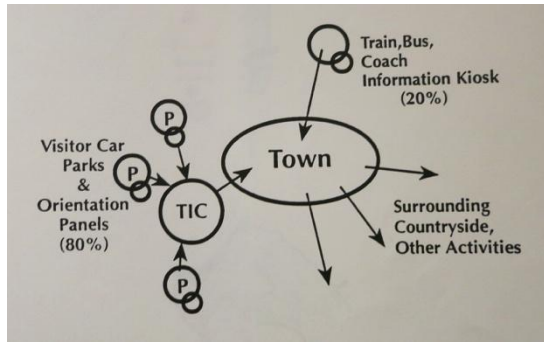 Train,Bus,
Coach
Information Kiosk
(20%)
P
Visitor Car
Parks
&
Orientation
Panels
(80%)
P
TIC
P
Town
Surrounding
Countryside,
Other Activities